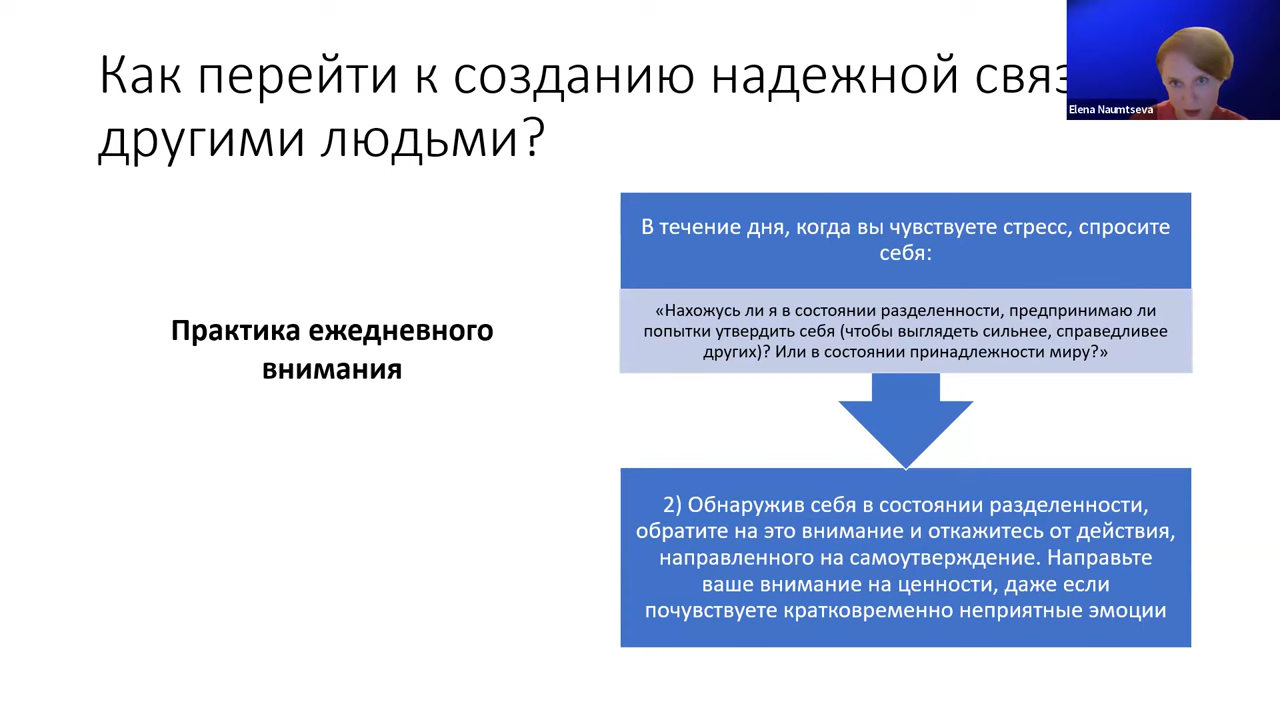 Как перейти к созданию надежной
другими людьми?
Elena Naumtseva
Практика ежедневного
внимания
В течение дня, когда вы чувствуете стресс, спросите
себя:
«Нахожусь ли я в состоянии разделенности, предпринимаю ли
попытки утвердить себя (чтобы выглядеть сильнее, справедливее
других)? Или в состоянии принадлежности миру?»
2) Обнаружив себя в состоянии разделенности,
обратите на это внимание и откажитесь от действия,
направленного на самоутверждение. Направьте
ваше внимание на ценности, даже если
почувствуете кратковременно неприятные эмоции